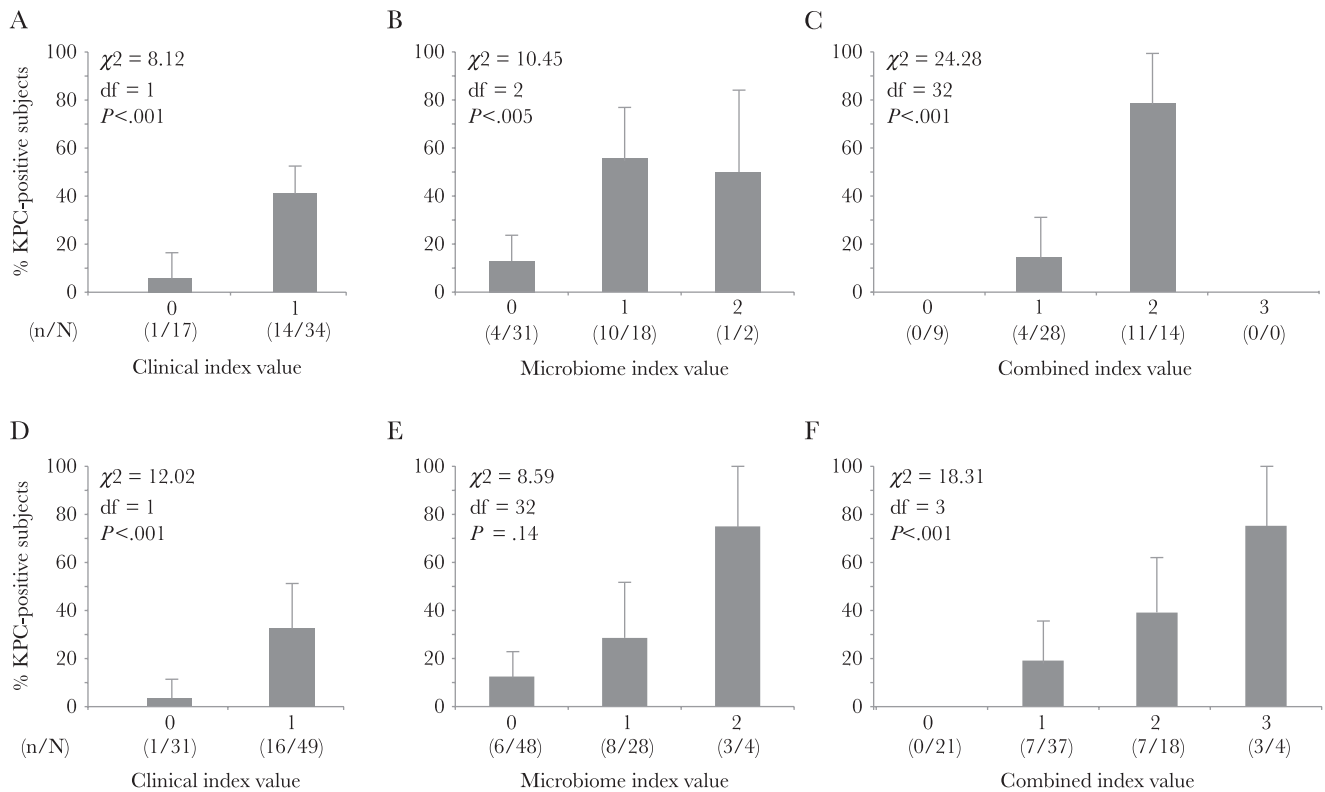 A
100
80
60
40
20
0
% KPC-positive subjects
χ2 = 8.12
df = 1
P<.001
0 1
(n/N) (1/17) (14/34)
Clinical index value
B
100
80
60
40
20
0
χ2 = 10.45
df = 2
P<.005
0 1 2
(4/31) (10/18) (1/2)
Microbiome index value
C
100
80
60
40
20
0
χ2 = 24.28
df = 32
P<.001
0 1 2 3
(0/9) (4/28) (11/14) (0/0)
Combined index value
D
100
80
60
40
20
0
% KPC-positive subjects
χ2 = 12.02
df = 1
P<.001
0 1
(n/N) (1/31) (16/49)
Clinical index value
E
100
80
60
40
20
0
χ2 = 8.59
df = 32
P = .14
0 1 2
(6/48) (8/28) (3/4)
Microbiome index value
F
100
80
60
40
20
0
χ2 = 18.31
df = 3
P<.001
0 1 2 3
(0/21) (7/37) (7/18) (3/4)
Combined index value